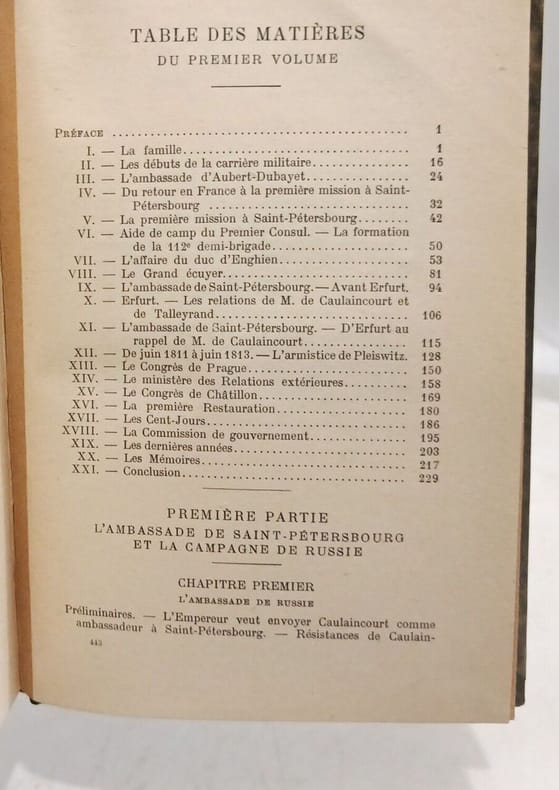 TABLE DES MATIÈRES
DU PREMIER VOLUME
PRÉFACE ........................................ 1
I. — La famille.................................. 1
II. — Les débuts de la carrière militaire............... 16
III. — L'ambassade d'Aubert-Dubayet................ 24
IV. — Du retour en France à la première mission à Saint-
Pétersbourg .............................. 32
V. — La première mission à Saint-Pétersbourg........ 42
VI. — Aide de camp du Premier Consul. — La formation
de la 112e demi-brigade.................... 50
VII. — L'affaire du duc d'Enghien.................... 53
VIII. — Le Grand écuyer............................ 81
IX. — L'ambassade de Saint-Pétersbourg. — Avant Erfurt. 94
X. — Erfurt. — Les relations de M. de Caulaincourt et
de Talleyrand............................ 106
XI. — L'ambassade de Saint-Pétersbourg. — D'Erfurt au
rappel de M. de Caulaincourt............... 115
XII. — De juin 1811 à juin 1813. — L'armistice de Pleiswitz. 128
XIII. — Le Congrès de Prague........................ 150
XIV. — Le ministère des Relations extérieures.......... 158
XV. — Le Congrès de Châtillon...................... 169
XVI. — La première Restauration.................... 180
XVII. — Les Cent-Jours.............................. 186
XVIII. — La Commission de gouvernement.............. 195
XIX. — Les dernières années.......................... 203
XX. — Les Mémoires.............................. 217
XXI. — Conclusion................................ 229
PREMIÈRE PARTIE
L'AMBASSADE DE SAINT-PÉTERSBOURG
ET LA CAMPAGNE DE RUSSIE
CHAPITRE PREMIER
L'AMBASSADE DE RUSSIE
Préliminaires. — L'Empereur veut envoyer Caulaincourt comme
ambassadeur à Saint-Pétersbourg. — Résistances de Caulain-
443